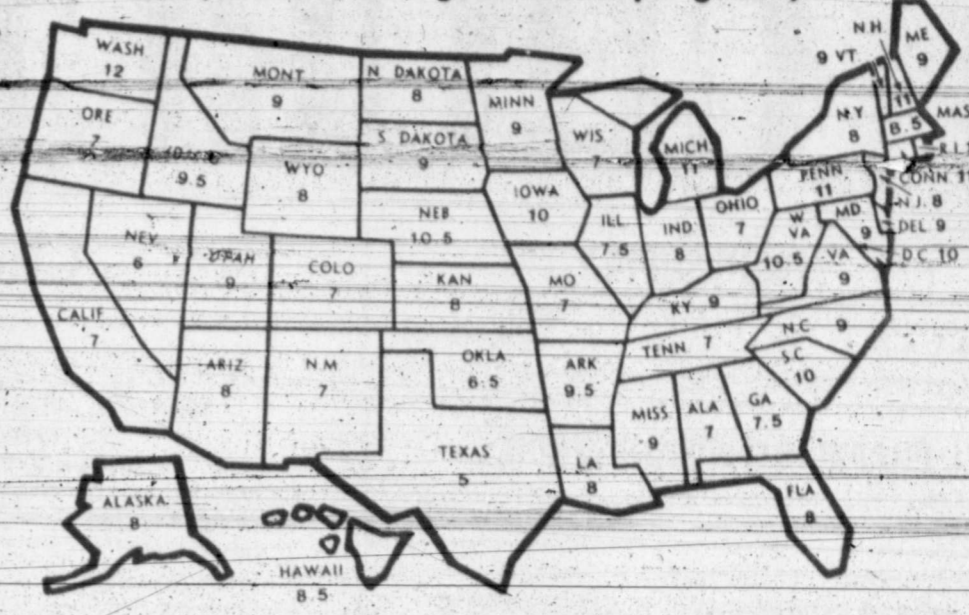 N H
ME
9
9 VT.
WASH
12
MONT
9
N DAKOTA
8
MINN
9
11
N.Y.
8
8.5
MAS
ORE
7
S DAKOTA
9
WIS.
7
MICH
11
R.I.
IDA
9.5
WYO
8
PENN
11
CONN 11
IOWA
10
N J. 8
NEB
10.5
ILL
7.5
IND
8
OHIO
7
W
VA
10.5
MD
9
DEL 9
NEV
6
UTAH
9
COLO
7
KAN
8
MO
7
VA
9
D C 10
KY 9
CALIF
7
N C 9
TENN 7
S C
10
ARIZ
8
N M
7
OKLA
6.5
ARK
9.5
MISS
9
ALA
7
GA
7.5
TEXAS
5
LA
8
FLA
8
ALASKA
8
HAWAII
8.5